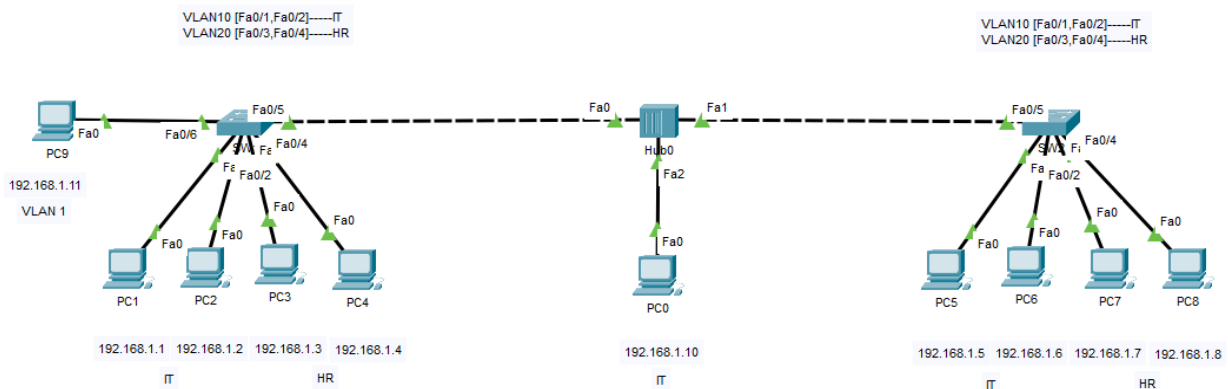 VLAN10 [Fa0/1,Fa0/2]-----IT
VLAN20 [Fa0/3,Fa0/4]-----HR
VLAN10 [Fa0/1,Fa0/2]-----IT
VLAN20 [Fa0/3,Fa0/4]-----HR
Fa0/5
Fa0
Fa1
Fa0/5
Fa0
Fa0/6
Fa0/4
Hub0
Fa0/4
PC9
Fa0/2
Fa2
Fa0/2
192.168.1.11
VLAN 1
Fa0
Fa0
Fa0
Fa0
Fa0
Fa0
Fa0
Fa0
Fa0
PC1
PC2
PC3
PC4
PC0
PC5
PC6
PC7
PC8
192.168.1.1 192.168.1.2 192.168.1.3 192.168.1.4
192.168.1.10
192.168.1.5 192.168.1.6 192.168.1.7 192.168.1.8
IT
HR
IT
IT
HR